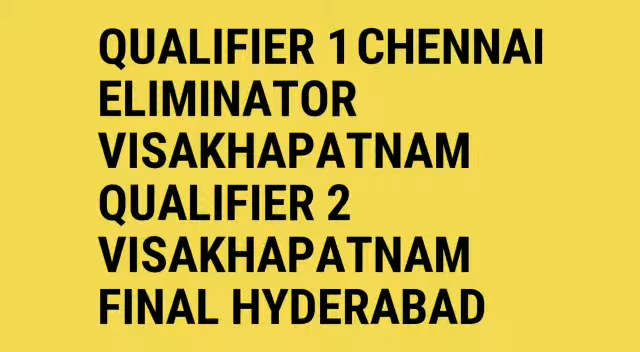 QUALIFIER 1 CHENNAI
ELIMINATOR
VISAKHAPATNAM
QUALIFIER 2
VISAKHAPATNAM
FINAL HYDERABAD